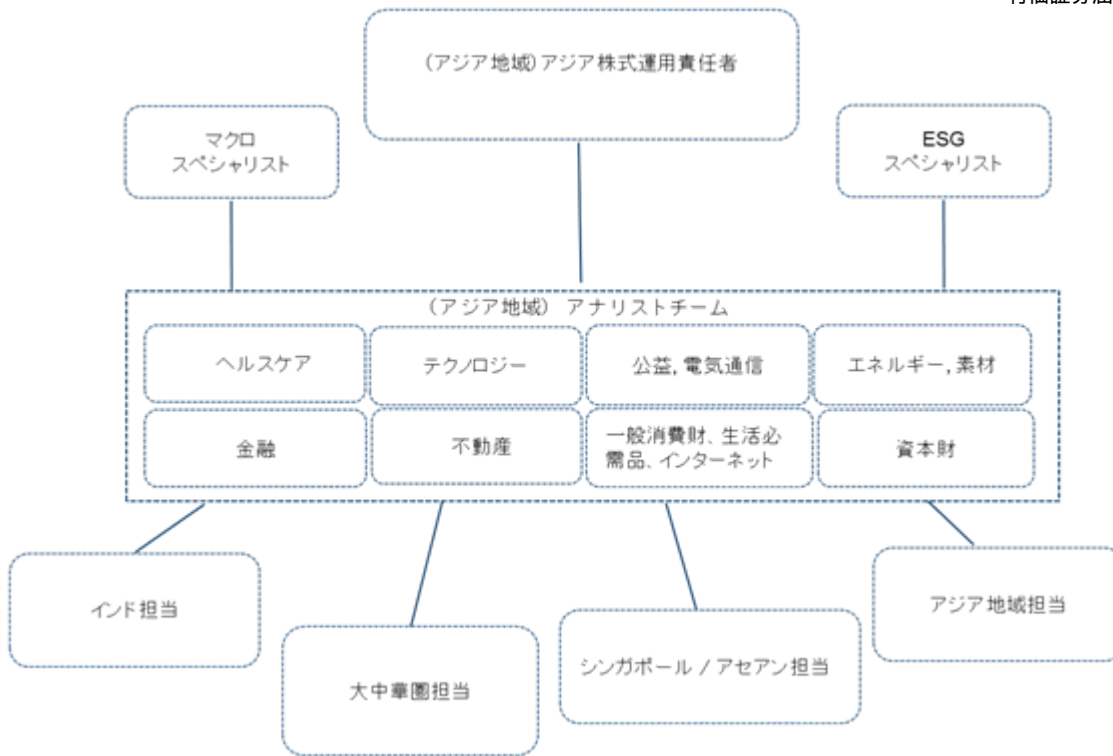 (アジア地域)アジア株式運用責任者
マクロ
スペシャリスト
ESG
スペシャリスト
(アジア地域) アナリストチーム
ヘルスケア
テクノロジー
公益,電気通信
エネルギー,素材
金融
不動産
一般消費財、生活必
需品、インターネット
資本財
インド担当
大中華圏担当
シンガポール / アセアン担当
アジア地域担当